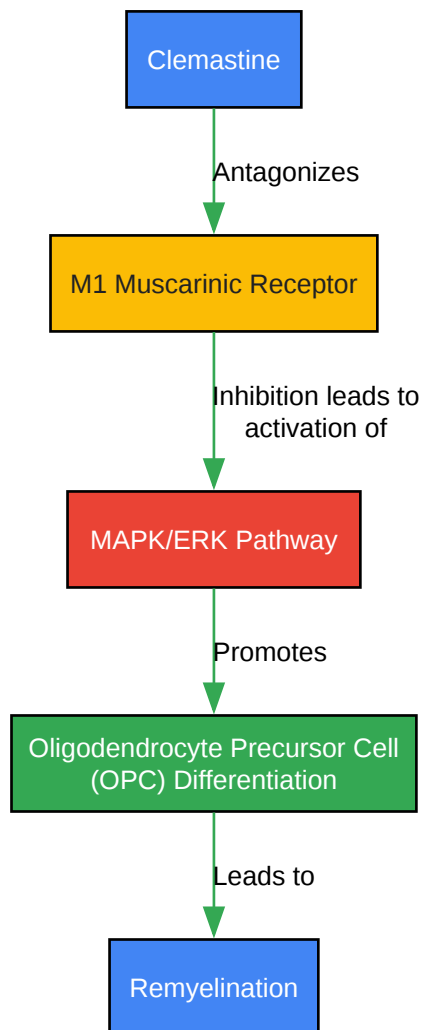 Clemastine
Antagonizes
M1 Muscarinic Receptor
Inhibition leads to
activation of
MAPK/ERK Pathway
Promotes
Oligodendrocyte Precursor Cell
(OPC) Differentiation
Leads to
Remyelination